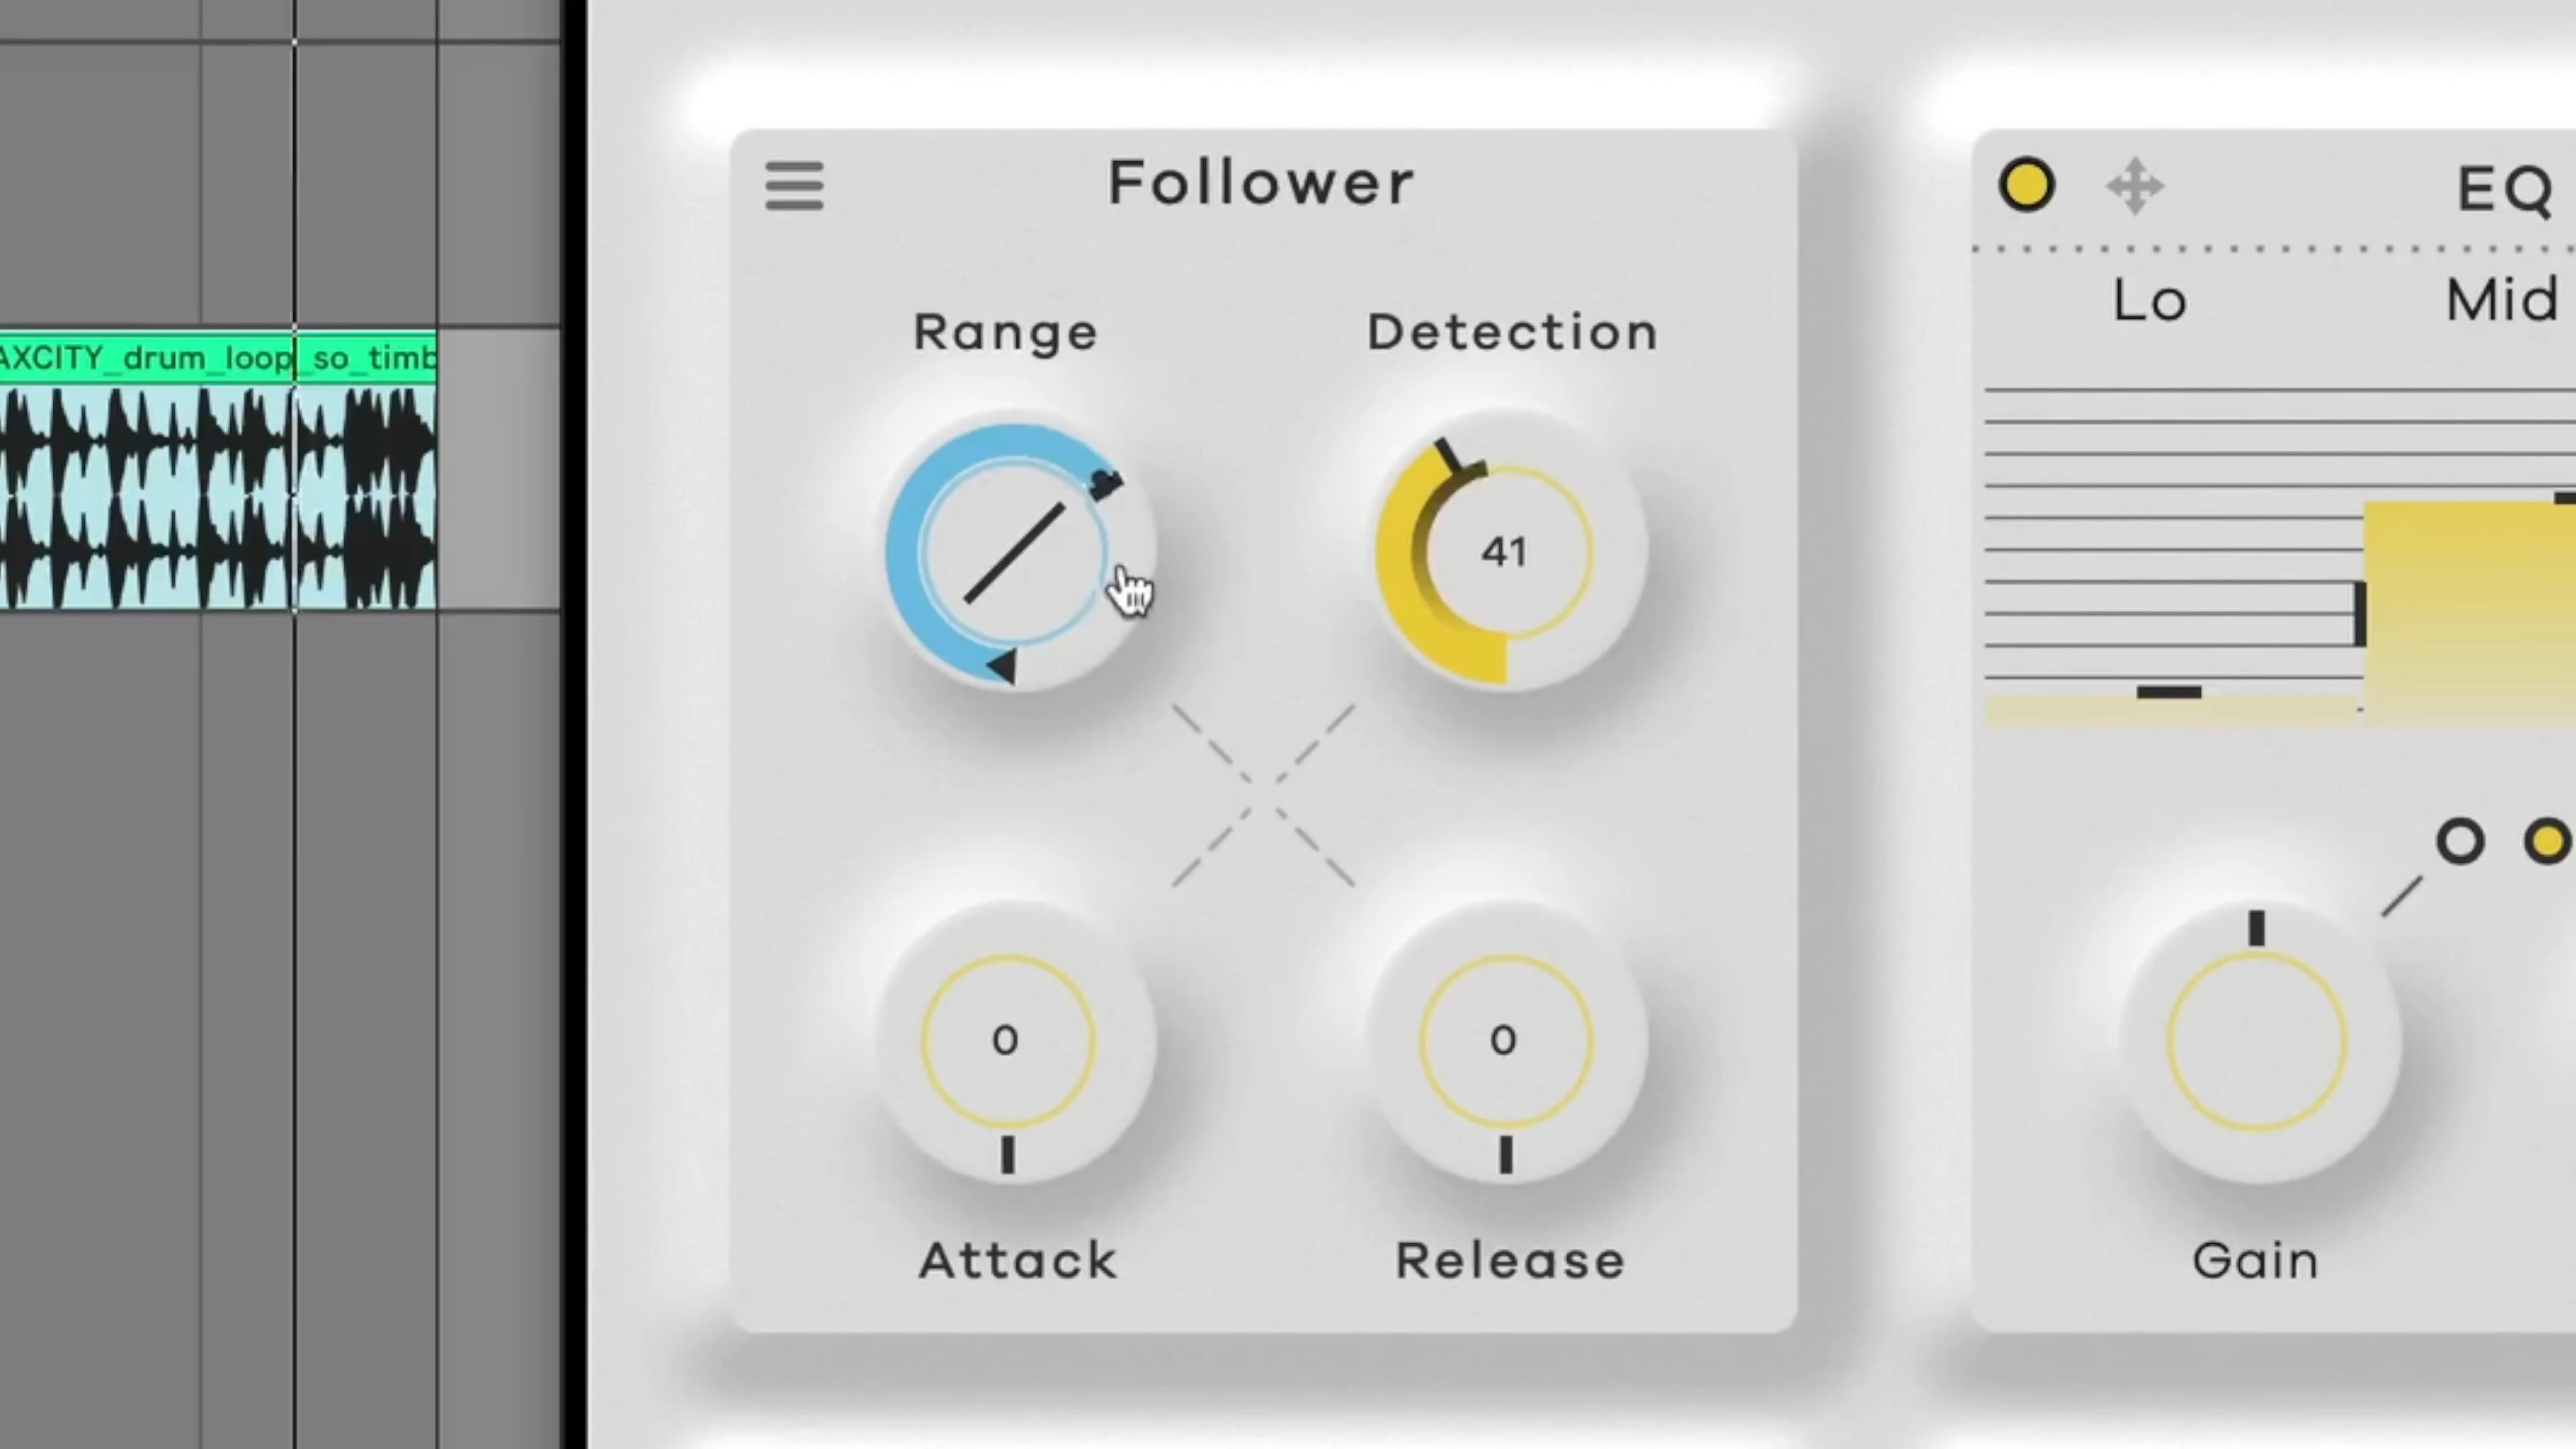 Follower
EQ
Lo
Mid
Range
Detection
AXCITY_drum_loop_so_timb
41
0
0
Attack
Release
Gain